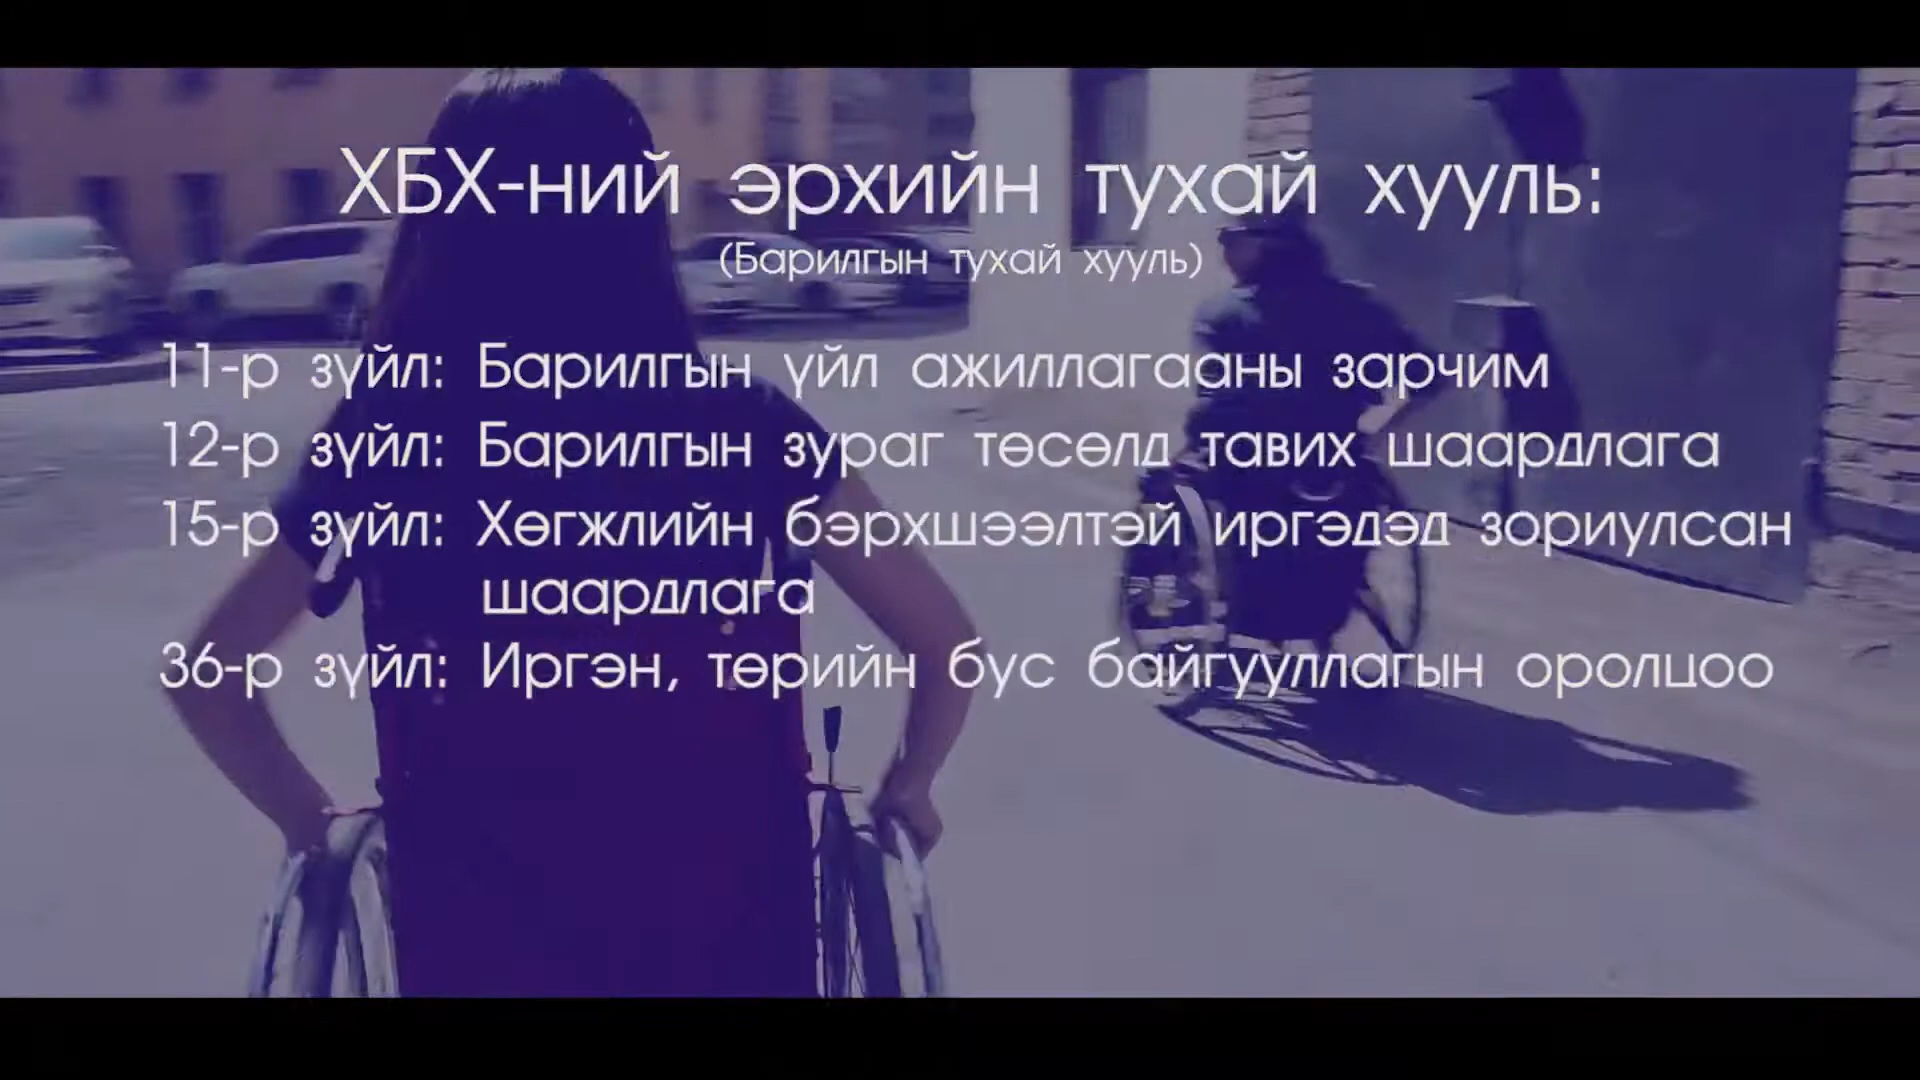 ХБХ-ний эрхийн тухай хууль:
(Барилгын тухай хууль)
11-р зүйл: Барилгын үйл ажиллагааны зарчим
12-р зүйл: Барилгын зураг төсөлд тавих шаардлага
15-р зүйл: Хөгжлийн бэрхшээлтэй иргэдэд зориулсан
шаардлага
36-р зүйл: Иргэн, төрийн бус байгууллагын оролцоо